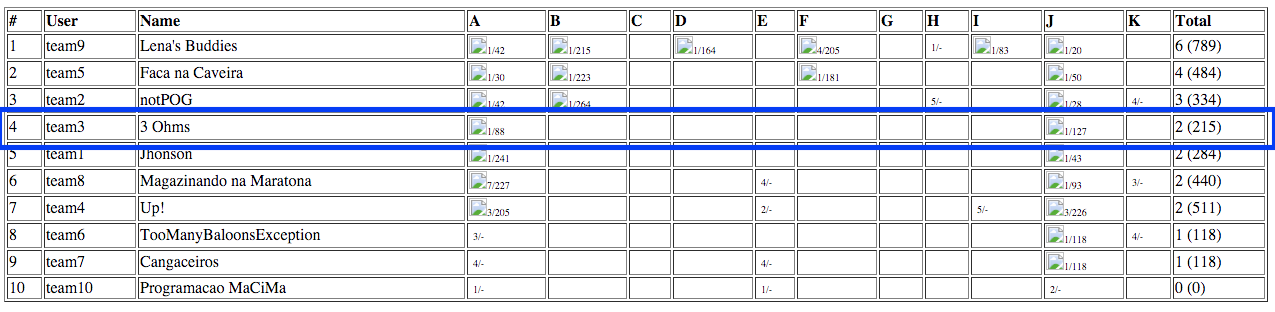 # User Name A B C D E F G H I J K Total
1 team9 Lena's Buddies 1/42 1/215 1/164 4/205 1/- 1/83 1/20 6 (789)
2 team5 Faca na Caveira 1/30 1/223 1/181 1/50 4 (484)
3 team2 notPOG 1/42 1/264 5/- 1/28 4/- 3 (334)
4 team3 3 Ohms 1/88 1/127 2 (215)
5 team1 Jhonson 1/241 1/43 2 (284)
6 team8 Magazinando na Maratona 7/227 4/- 1/93 3/- 2 (440)
7 team4 Up! 3/205 2/- 5/- 3/226 2 (511)
8 team6 TooManyBaloonsException 3/- 1/118 4/- 1 (118)
9 team7 Cangaceiros 4/- 4/- 1/118 1 (118)
10 team10 Programacao MaCiMa 1/- 1/- 2/- 0 (0)